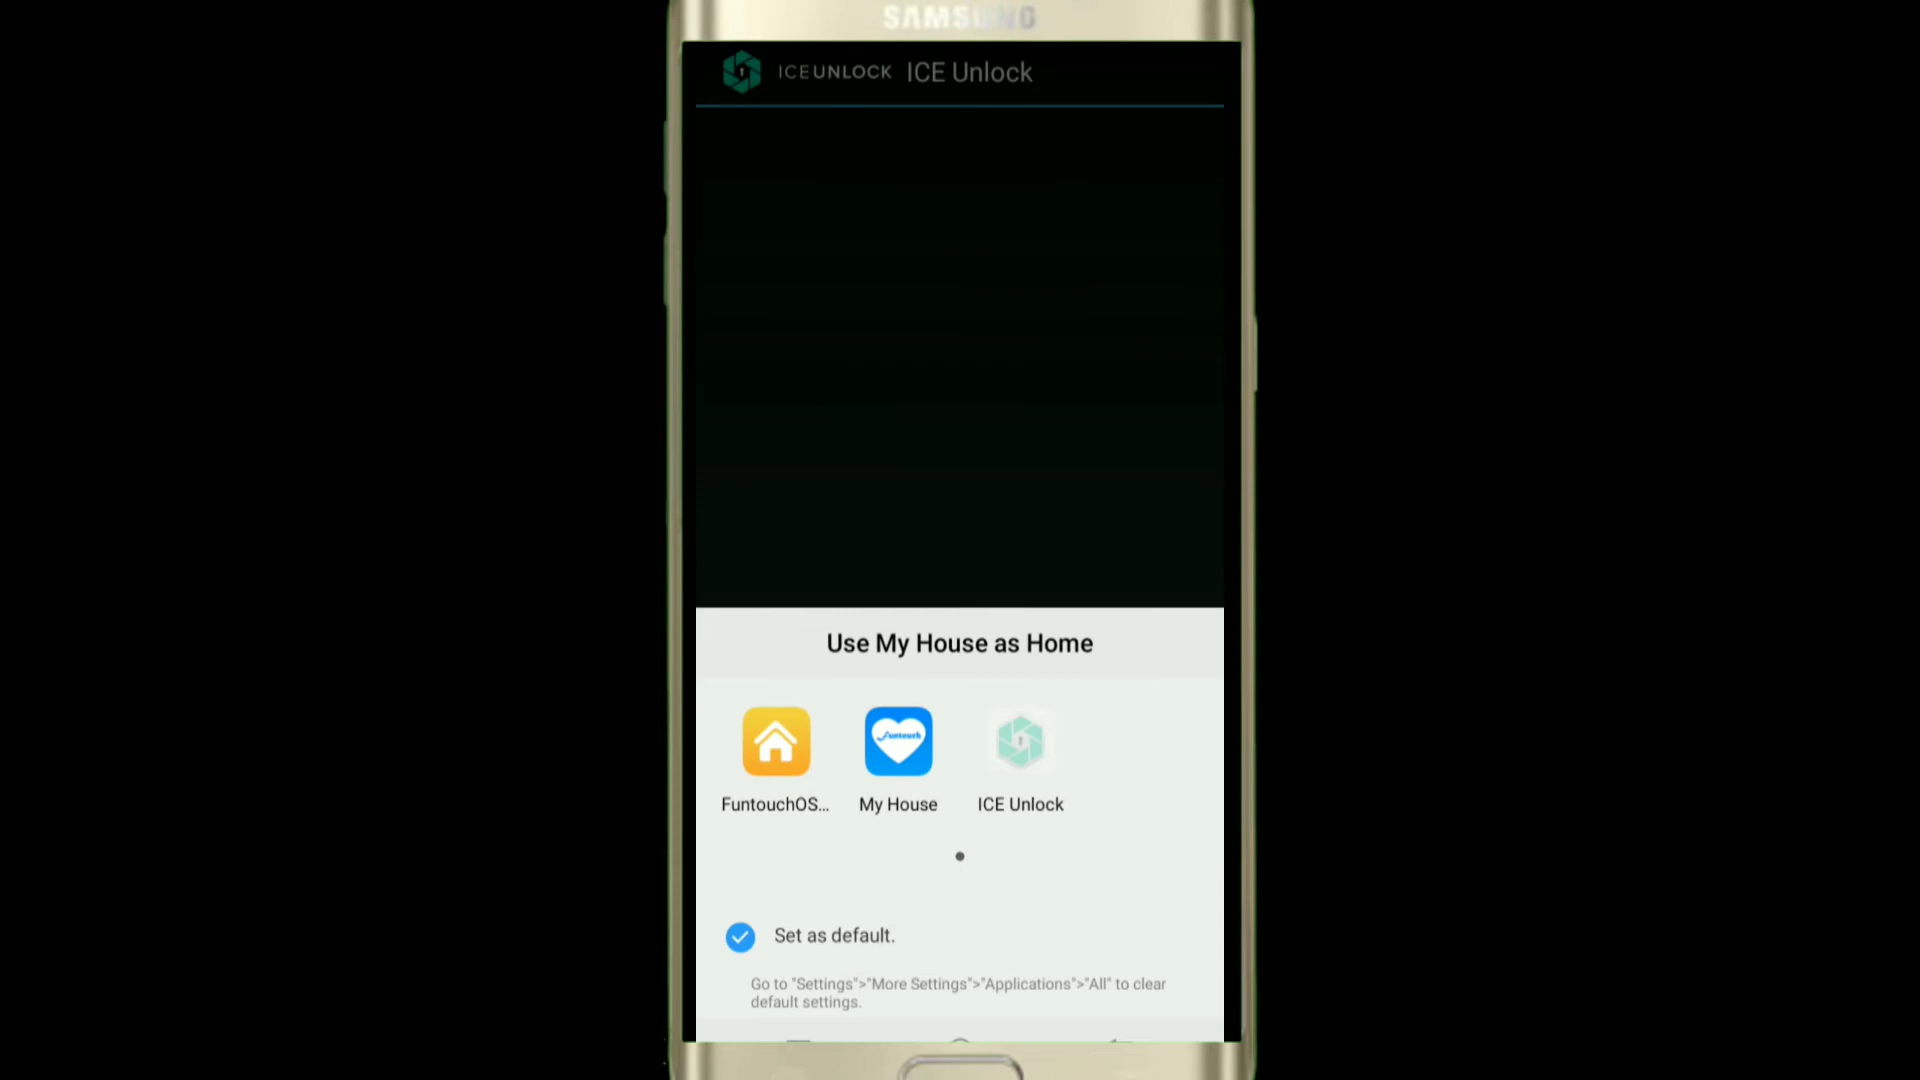 SAMSUNG
ICEUNLOCK ICE Unlock
Use My House as Home
Funtouch
FuntouchOS... My House ICE Unlock
Set as default.
Go to "Settings">"More Settings">"Applications">"All" to clear
default settings.